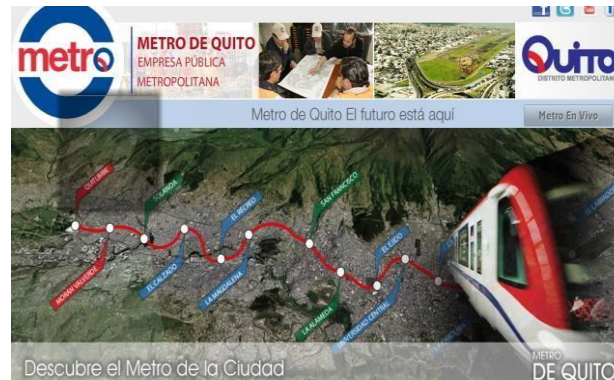 metro
METRO DE QUITO
EMPRESA PÚBLICA
METROPOLITANA
QUITO
DISTRITO METROPOLITAN
Metro de Quito El futuro está aquí
Metro En Vivo
QUITUMBE
MORÁN VALVERDE
SOLANDA
EL CALZADO
EL RECREO
LA MAGDALENA
SAN FRANCISCO
LA ALAMEDA
EL EJIDO
UNIVERSIDAD CENTRAL
Descubre el Metro de la Ciudad
METRO
DE QUITO